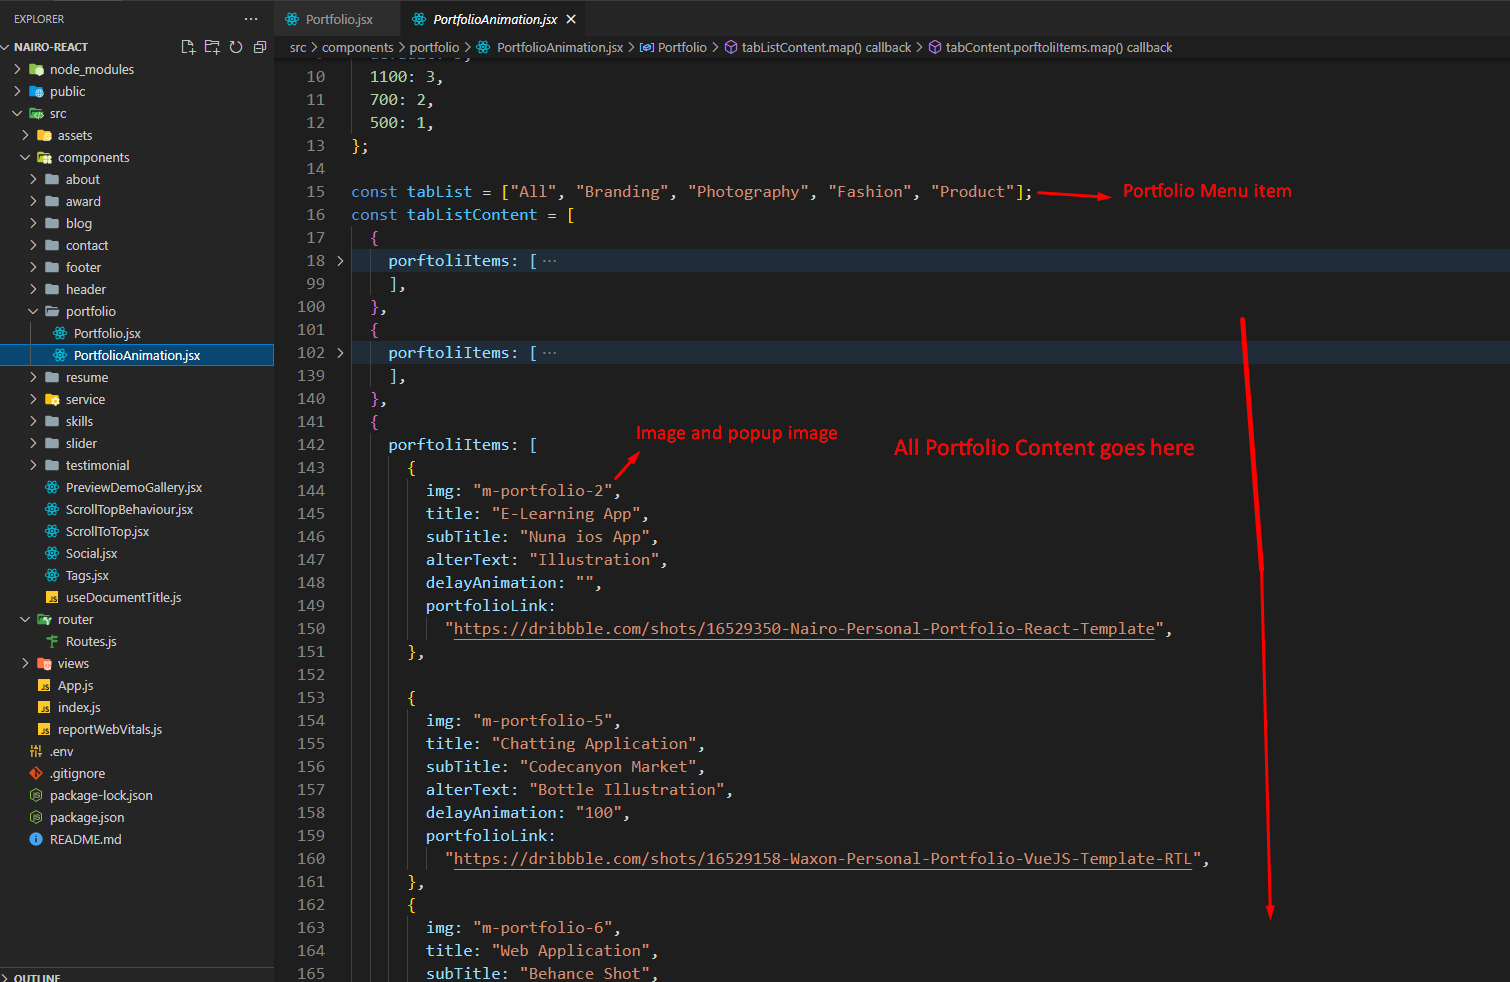 EXPLORER
NAIRO-REACT
node_modules
public
src
assets
components
about
award
blog
contact
footer
header
portfolio
Portfolio.jsx
PortfolioAnimation.jsx
resume
service
skills
slider
testimonial
PreviewDemoGallery.jsx
ScrollTopBehaviour.jsx
ScrollToTop.jsx
Social.jsx
Tags.jsx
useDocumentTitle.js
router
Routes.js
views
App.js
index.js
reportWebVitals.js
.env
.gitignore
package-lock.json
package.json
README.md
OUTLINE
Portfolio.jsx
PortfolioAnimation.jsx
src > components > portfolio > PortfolioAnimation.jsx > Portfolio > tabListContent.map() callback > tabContent.porftoliItems.map() callback
10 1100: 3,
11 700: 2,
12 500: 1,
13 };
14
15 const tabList = ["All", "Branding", "Photography", "Fashion", "Product"]; Portfolio Menu item
16 const tabListContent = [
17 {
18 porftoliItems: [ ···
99 ],
100 },
101 {
102 porftoliItems: [ ···
139 ],
140 },
141 {
Image and popup image
142 porftoliItems: [ All Portfolio Content goes here
143 {
144 img: "m-portfolio-2",
145 title: "E-Learning App",
146 subTitle: "Nuna ios App",
147 alterText: "Illustration",
148 delayAnimation: "",
149 portfolioLink:
150 "https://dribbble.com/shots/16529350-Nairo-Personal-Portfolio-React-Template",
151 },
152
153 {
154 img: "m-portfolio-5",
155 title: "Chatting Application",
156 subTitle: "Codecanyon Market",
157 alterText: "Bottle Illustration",
158 delayAnimation: "100",
159 portfolioLink:
160 "https://dribbble.com/shots/16529158-Waxon-Personal-Portfolio-VueJS-Template-RTL",
161 },
162 {
163 img: "m-portfolio-6",
164 title: "Web Application",
165 subTitle: "Behance Shot",